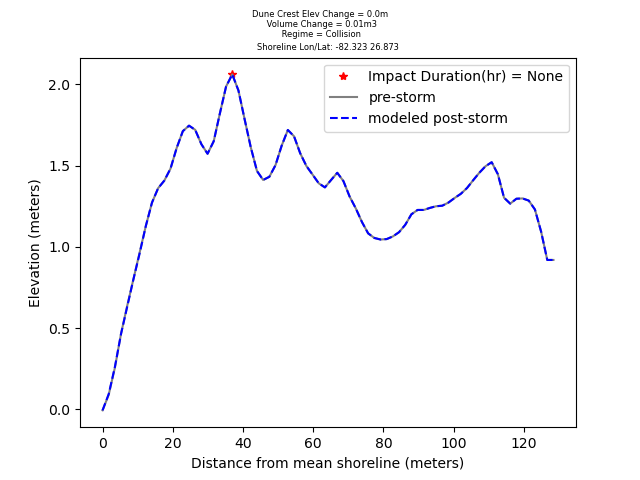 Dune Crest Elev Change = 0.0m
Volume Change = 0.01m3
Regime = Collision
Shoreline Lon/Lat: -82.323 26.873
Impact Duration(hr) = None
pre-storm
modeled post-storm
2.0
1.5
1.0
0.5
0.0
Elevation (meters)
0 20 40 60 80 100 120
Distance from mean shoreline (meters)